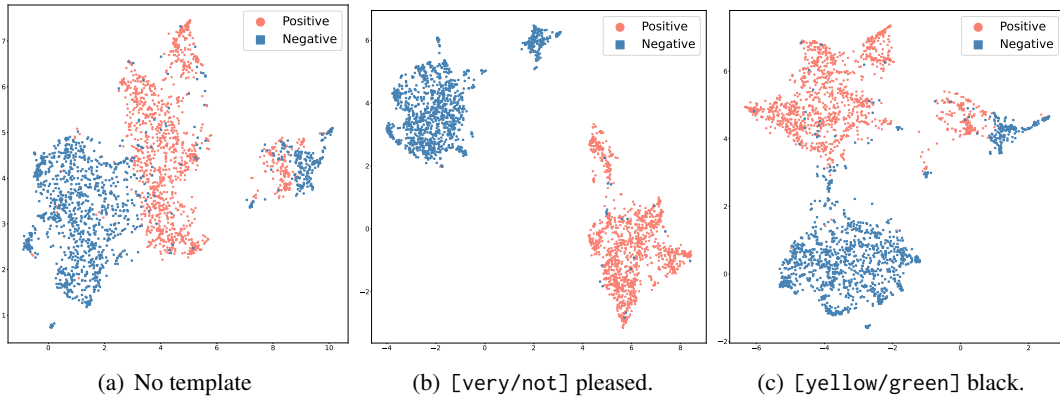 Positive
Negative
7
6
5
4
3
2
1
0 2 4 6 8 10
(a) No template
Positive
Negative
6
4
2
0
−2
−4 −2 0 2 4 6 8
(b) [very/not] pleased.
Positive
Negative
8
6
4
2
0
−2
−6 −4 −2 0 2
(c) [yellow/green] black.